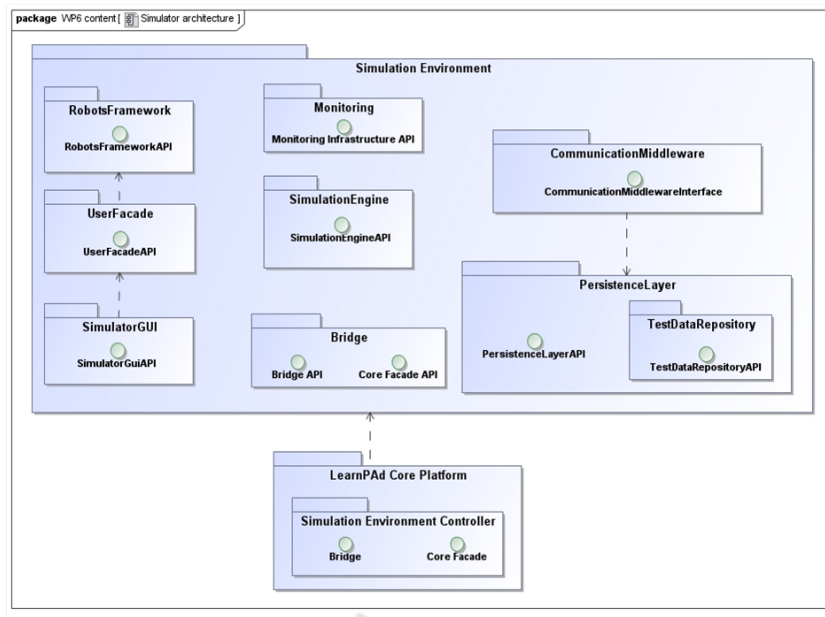 package WP6 content [ Simulator architecture ]
Simulation Environment
RobotsFramework
RobotsFrameworkAPI
Monitoring
Monitoring Infrastructure API
CommunicationMiddleware
CommunicationMiddlewareInterface
UserFacade
UserFacadeAPI
SimulationEngine
SimulationEngineAPI
PersistenceLayer
PersistenceLayerAPI
TestDataRepository
TestDataRepositoryAPI
SimulatorGUI
SimulatorGuiAPI
Bridge
Bridge API
Core Facade API
LearnPAd Core Platform
Simulation Environment Controller
Bridge
Core Facade